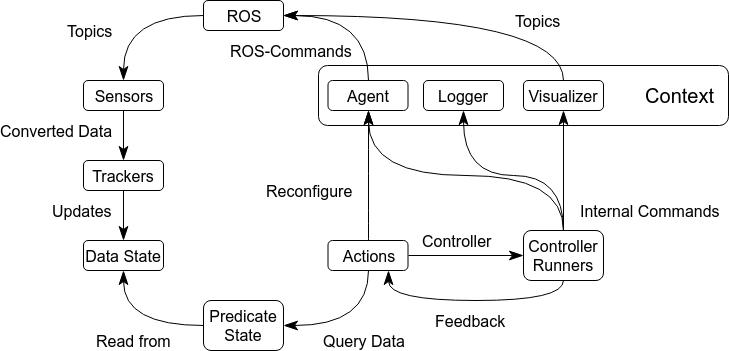 ROS
Topics
Topics
ROS-Commands
Sensors
Agent
Logger
Visualizer
Context
Converted Data
Trackers
Reconfigure
Updates
Internal Commands
Data State
Actions
Controller
Controller
Runners
Predicate
State
Feedback
Read from
Query Data